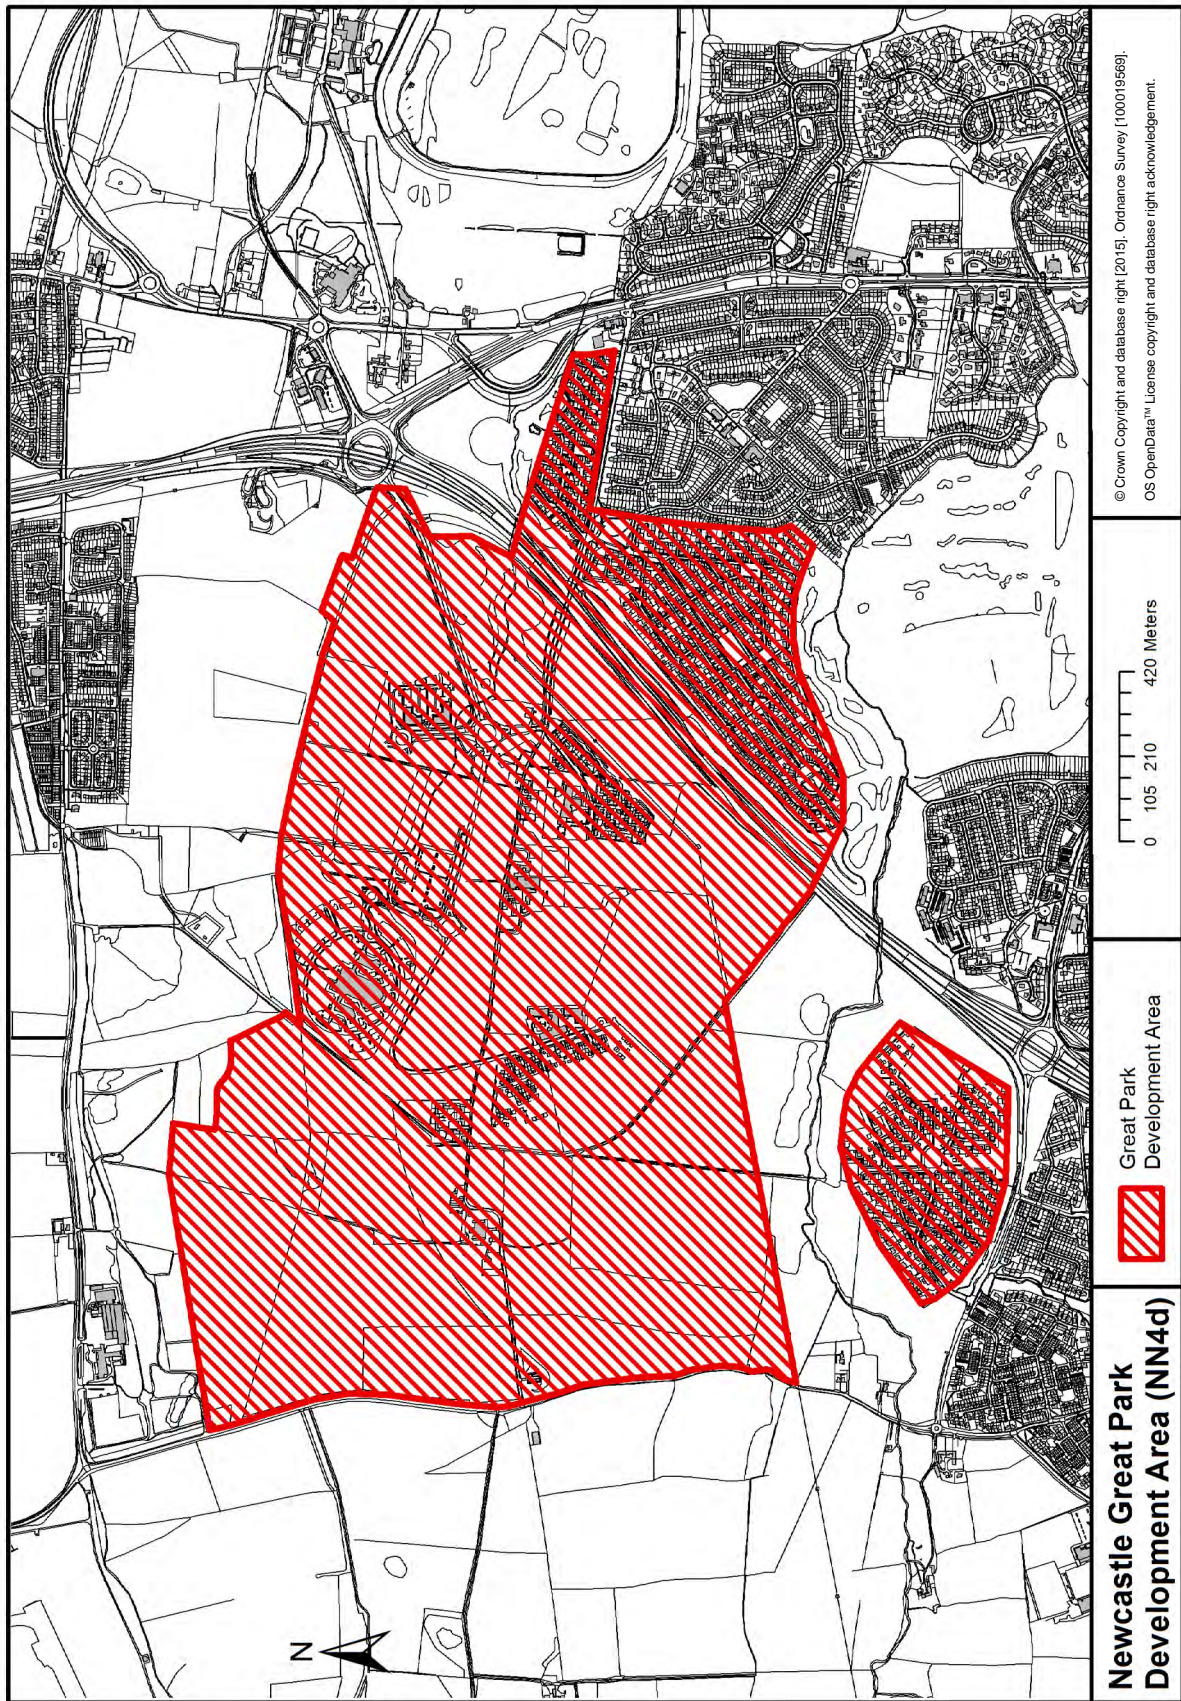 N
Newcastle Great Park
Development Area (NN4d)
Great Park
Development Area
0 105 210 420 Meters
© Crown Copyright and database right [2015]. Ordnance Survey [100019569].
OS OpenData™ License copyright and database right acknowledgement.